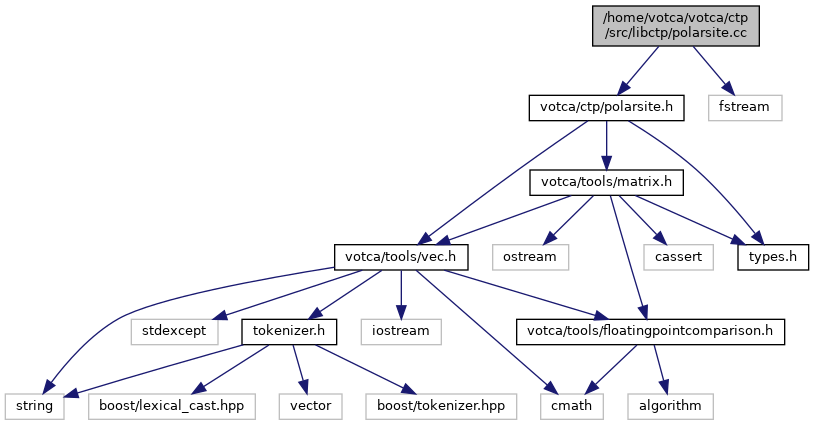 /home/votca/votca/ctp
/src/libctp/polarsite.cc
votca/ctp/polarsite.h
fstream
votca/tools/matrix.h
votca/tools/vec.h
ostream
cassert
types.h
stdexcept
tokenizer.h
iostream
votca/tools/floatingpointcomparison.h
string
boost/lexical_cast.hpp
vector
boost/tokenizer.hpp
cmath
algorithm